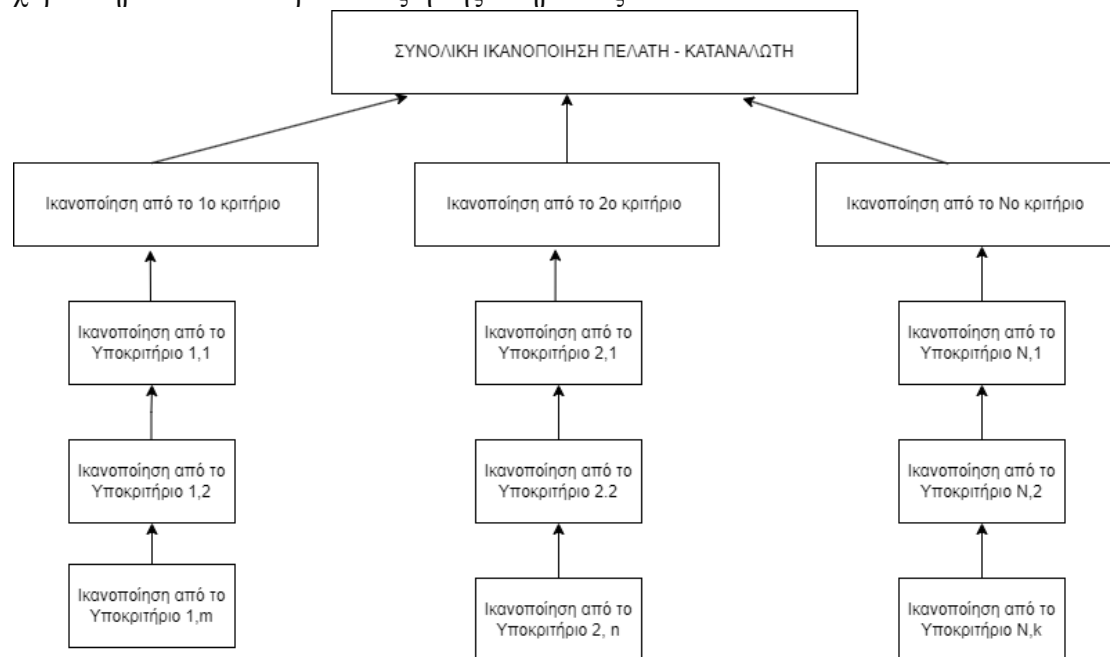 ΣΥΝΟΛΙΚΗ ΙΚΑΝΟΠΟΙΗΣΗ ΠΕΛΑΤΗ - ΚΑΤΑΝΑΛΩΤΗ
Ικανοποίηση από το 1ο κριτήριο
Ικανοποίηση από το 2ο κριτήριο
Ικανοποίηση από το Νο κριτήριο
Ικανοποίηση από το
Υποκριτήριο 1,1
Ικανοποίηση από το
Υποκριτήριο 2,1
Ικανοποίηση από το
Υποκριτήριο Ν,1
Ικανοποίηση από το
Υποκριτήριο 1,2
Ικανοποίηση από το
Υποκριτήριο 2.2
Ικανοποίηση από το
Υποκριτήριο Ν,2
Ικανοποίηση από το
Υποκριτήριο 1,m
Ικανοποίηση από το
Υποκριτήριο 2, n
Ικανοποίηση από το
Υποκριτήριο Ν,k